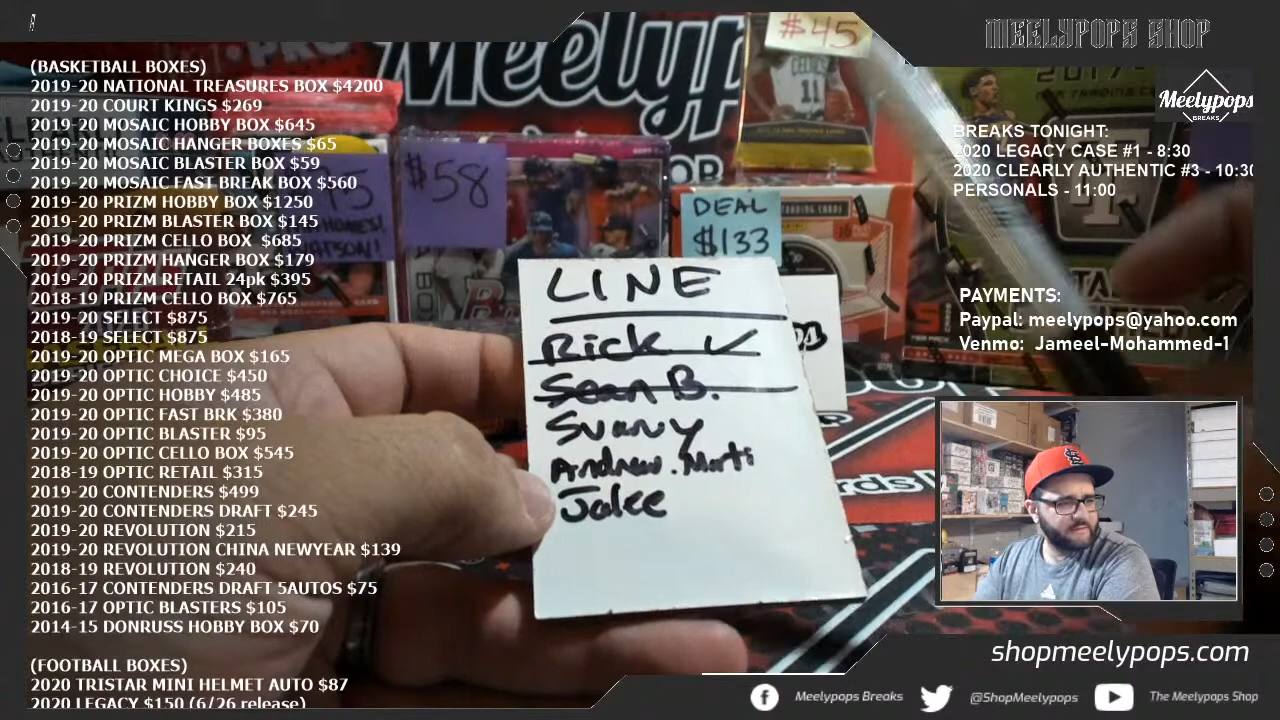 MEELYPOPS SHOP
(BASKETBALL BOXES)
2019-20 NATIONAL TREASURES BOX $4200
2019-20 COURT KINGS $269
2019-20 MOSAIC HOBBY BOX $645
2019-20 MOSAIC HANGER BOXES $65
2019-20 MOSAIC BLASTER BOX $59
2019-20 MOSAIC FAST BREAK BOX $560
2019-20 PRIZM HOBBY BOX $1250
2019-20 PRIZM BLASTER BOX $145
2019-20 PRIZM CELLO BOX $685
2019-20 PRIZM HANGER BOX $179
2019-20 PRIZM RETAIL 24pk $395
2018-19 PRIZM CELLO BOX $765
2019-20 SELECT $875
2018-19 SELECT $875
2019-20 OPTIC MEGA BOX $165
2019-20 OPTIC CHOICE $450
2019-20 OPTIC HOBBY $485
2019-20 OPTIC FAST BRK $380
2019-20 OPTIC BLASTER $95
2019-20 OPTIC CELLO BOX $545
2018-19 OPTIC RETAIL $315
2019-20 CONTENDERS $499
2019-20 CONTENDERS DRAFT $245
2019-20 REVOLUTION $215
2019-20 REVOLUTION CHINA NEWYEAR $139
2018-19 REVOLUTION $240
2016-17 CONTENDERS DRAFT 5AUTOS $75
2016-17 OPTIC BLASTERS $105
2014-15 DONRUSS HOBBY BOX $70
(FOOTBALL BOXES)
2020 TRISTAR MINI HELMET AUTO $87
2020 LEGACY $150 (6/26 release)
Meelyp
$45
CELTICS
11
$58
DEAL
$133
TRADING CARDS
LINE
Rick V
Sean B.
Sunny
Andrew.Marti
Jalee
2017-
Meelypops
BREAKS
BREAKS TONIGHT:
2020 LEGACY CASE #1 - 8:30
2020 CLEARLY AUTHENTIC #3 - 10:30
PERSONALS - 11:00
PAYMENTS:
Paypal: meelypops@yahoo.com
Venmo: Jameel-Mohammed-1
shopmeelypops.com
Meelypops Breaks
@ShopMeelypops
The Meelypops Shop